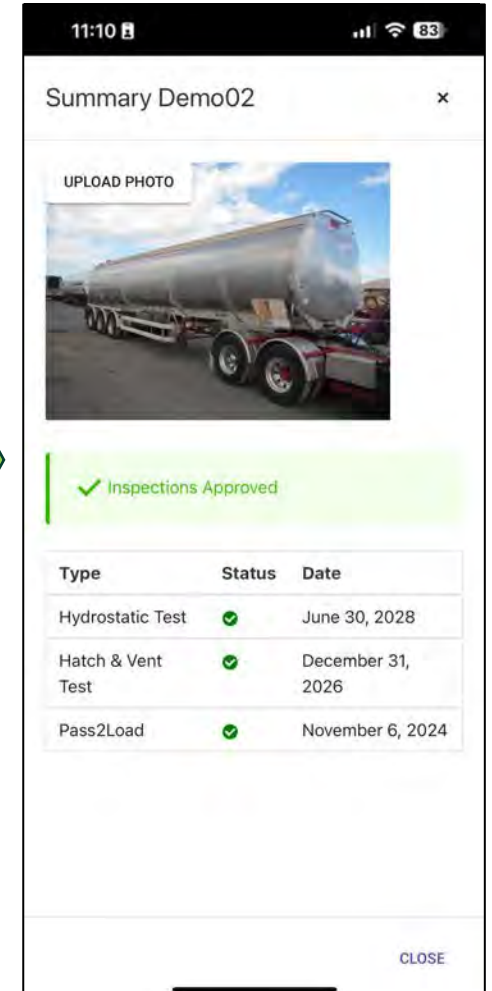 11:10
83
Summary Demo02 ×
UPLOAD PHOTO
Inspections Approved
Type Status Date
Hydrostatic Test June 30, 2028
Hatch & Vent December 31,
Test 2026
Pass2Load November 6, 2024
CLOSE